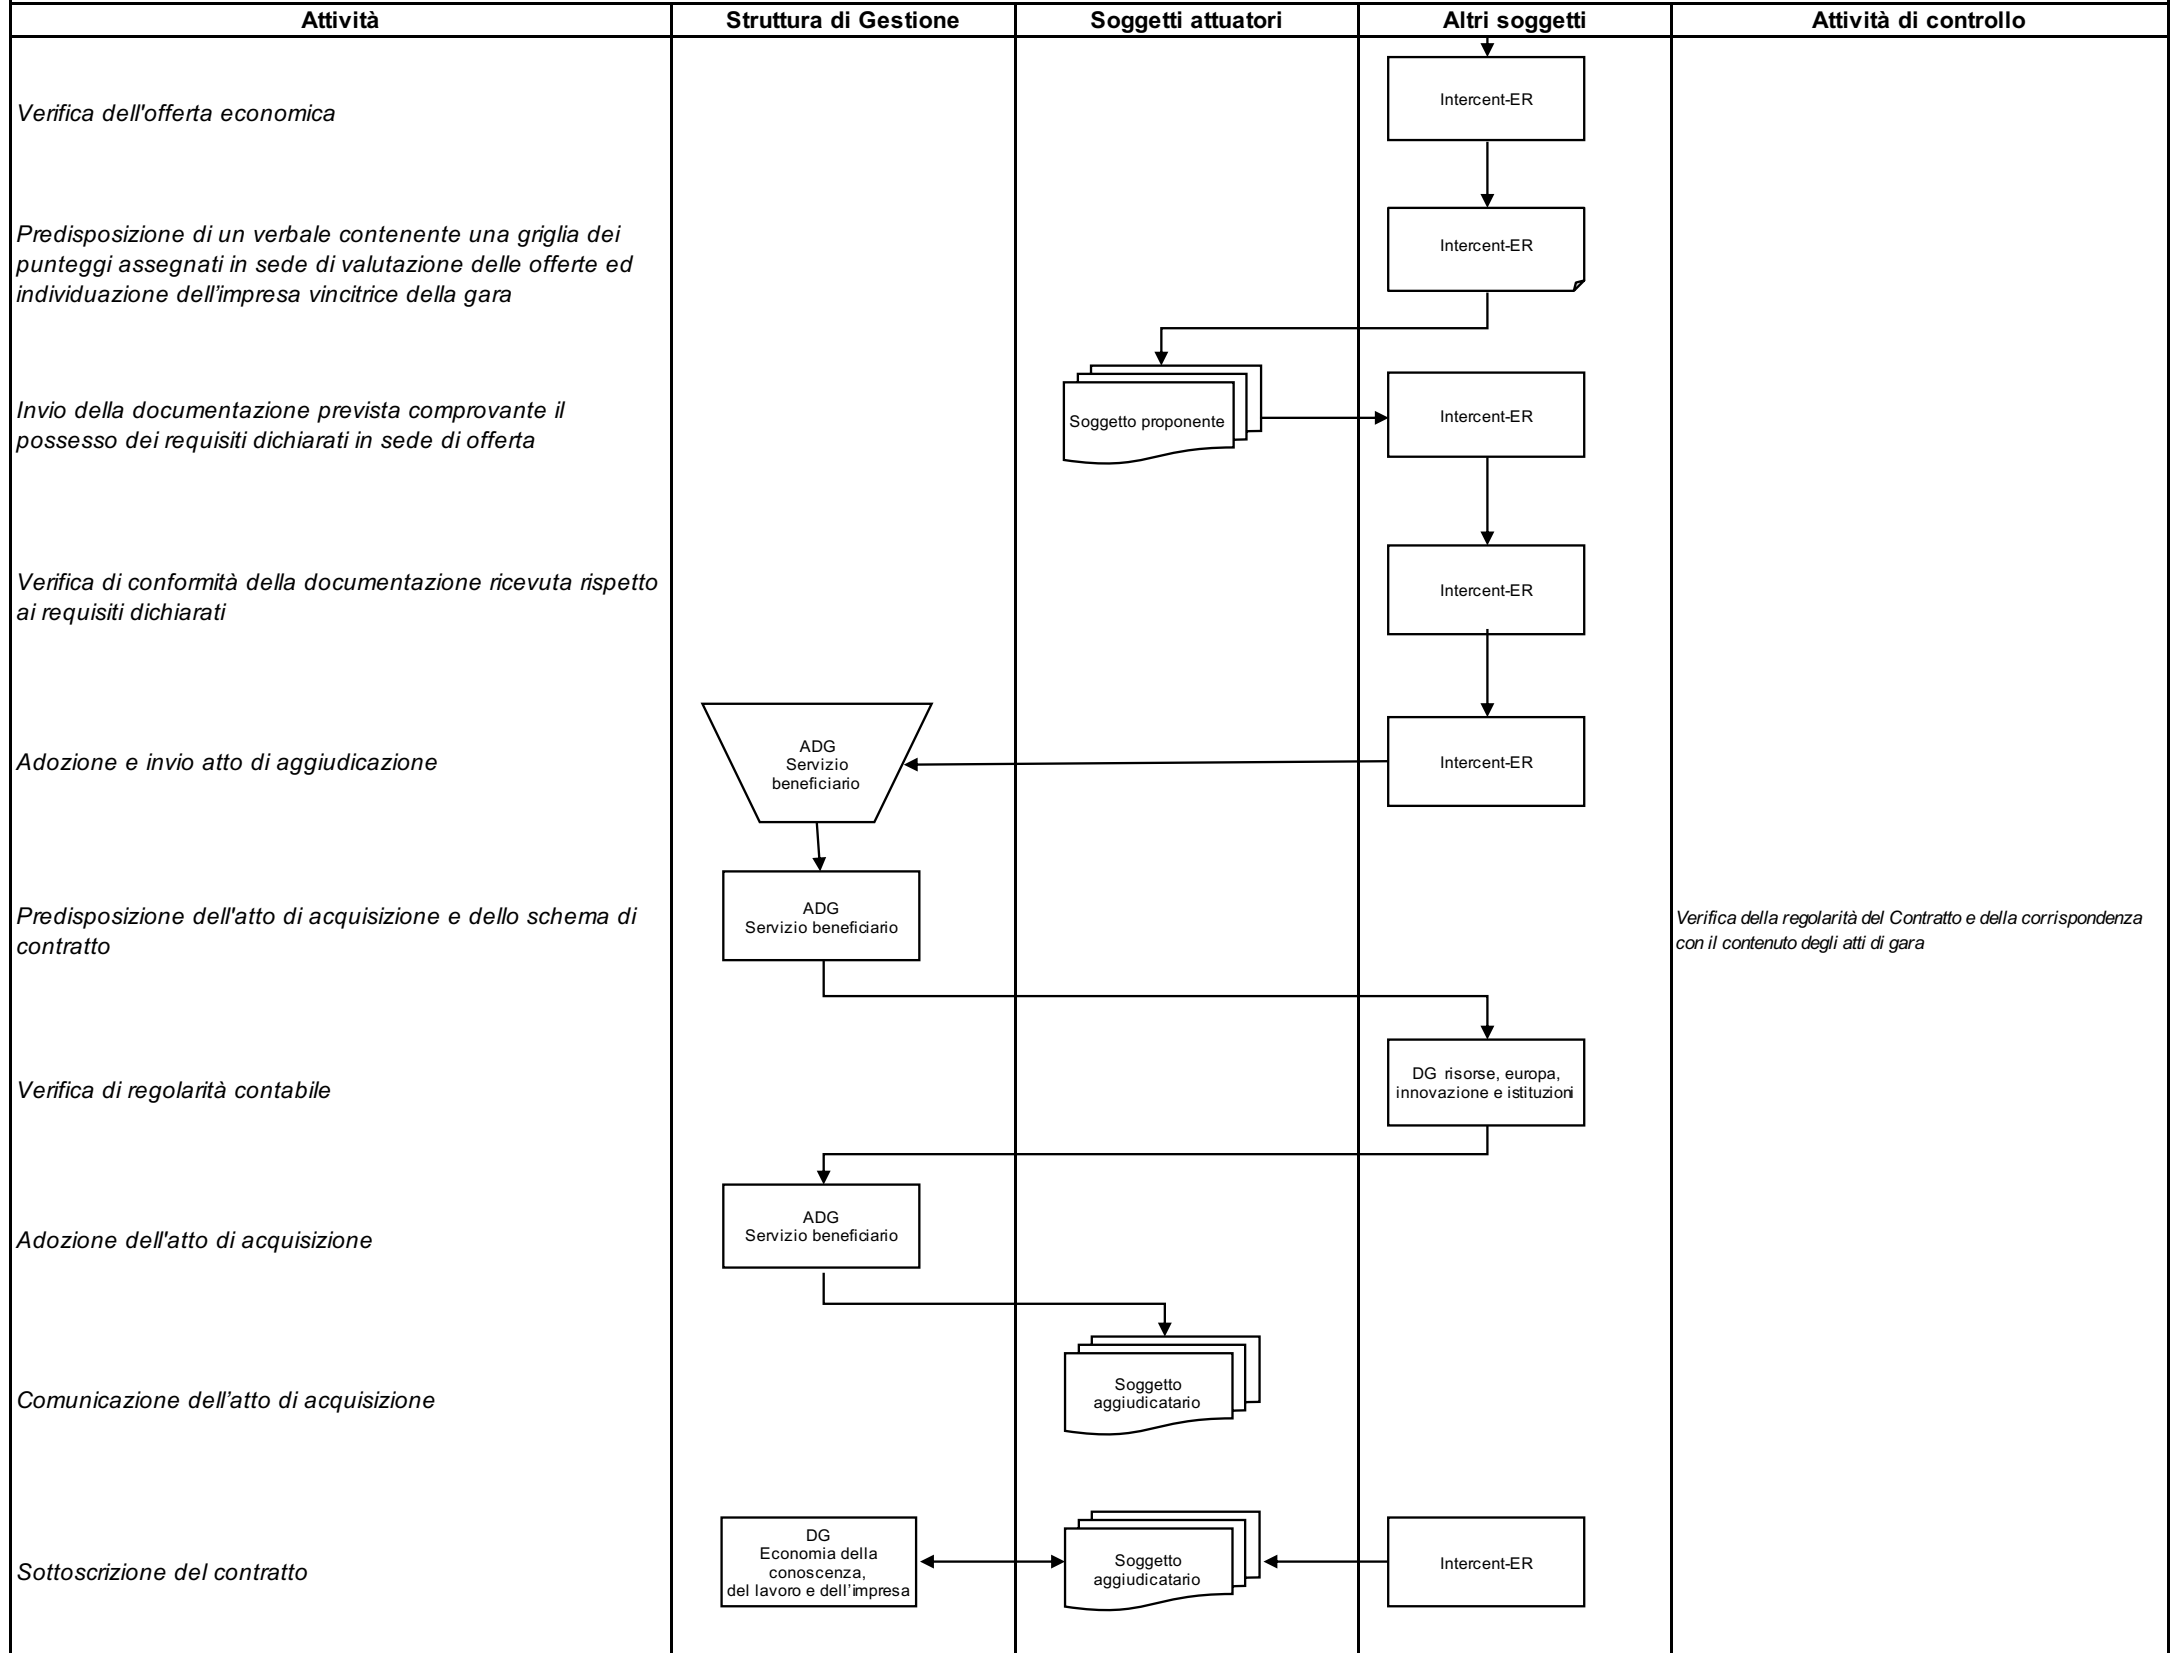 Attività
Struttura di Gestione
Soggetti attuatori
Altri soggetti
Attività di controllo
Verifica dell'offerta economica
Intercent-ER
Predisposizione di un verbale contenente una griglia dei
punteggi assegnati in sede di valutazione delle offerte ed
individuazione dell’impresa vincitrice della gara
Intercent-ER
Invio della documentazione prevista comprovante il
possesso dei requisiti dichiarati in sede di offerta
Soggetto proponente
Intercent-ER
Verifica di conformità della documentazione ricevuta rispetto
ai requisiti dichiarati
Intercent-ER
Adozione e invio atto di aggiudicazione
ADG
Servizio
beneficiario
Intercent-ER
Predisposizione dell'atto di acquisizione e dello schema di
contratto
ADG
Servizio beneficiario
Verifica della regolarità del Contratto e della corrispondenza
con il contenuto degli atti di gara
Verifica di regolarità contabile
DG risorse, europa,
innovazione e istituzioni
Adozione dell'atto di acquisizione
ADG
Servizio beneficiario
Comunicazione dell’atto di acquisizione
Soggetto
aggiudicatario
Sottoscrizione del contratto
DG
Economia della
conoscenza,
del lavoro e dell’impresa
Soggetto
aggiudicatario
Intercent-ER